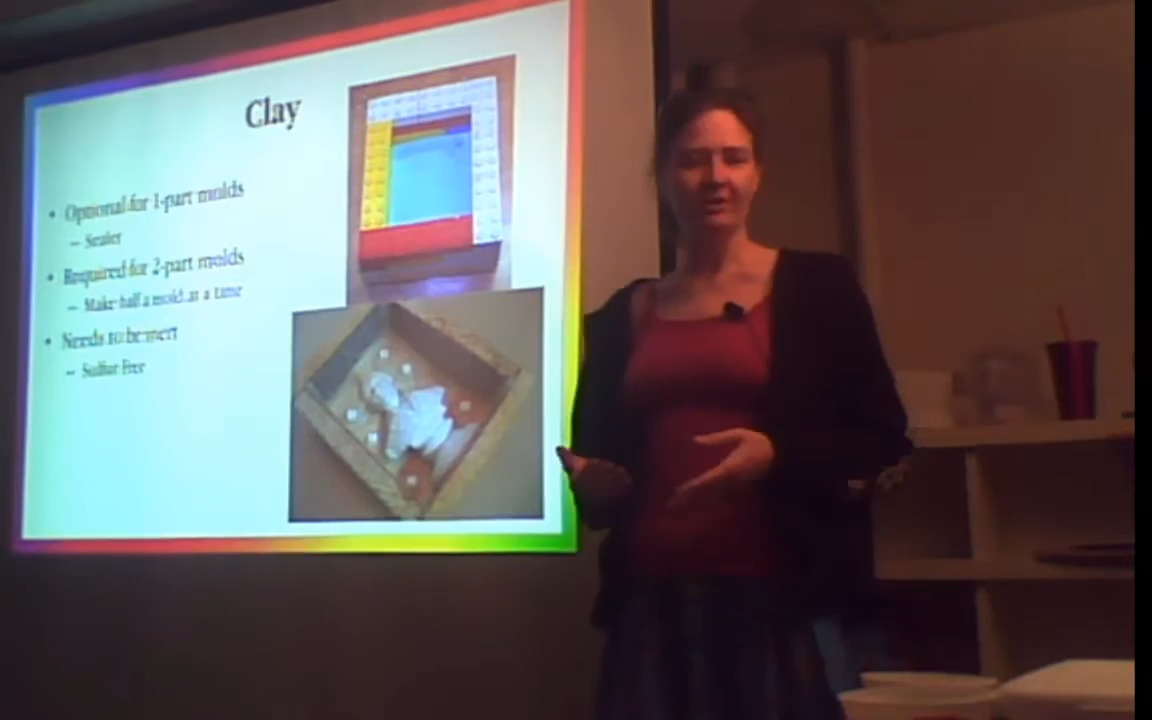 Clay
• Optional for 1-part molds
– Sealer
• Required for 2-part molds
– Make half a mold at a time
• Needs to be inert
– Sulfur Free